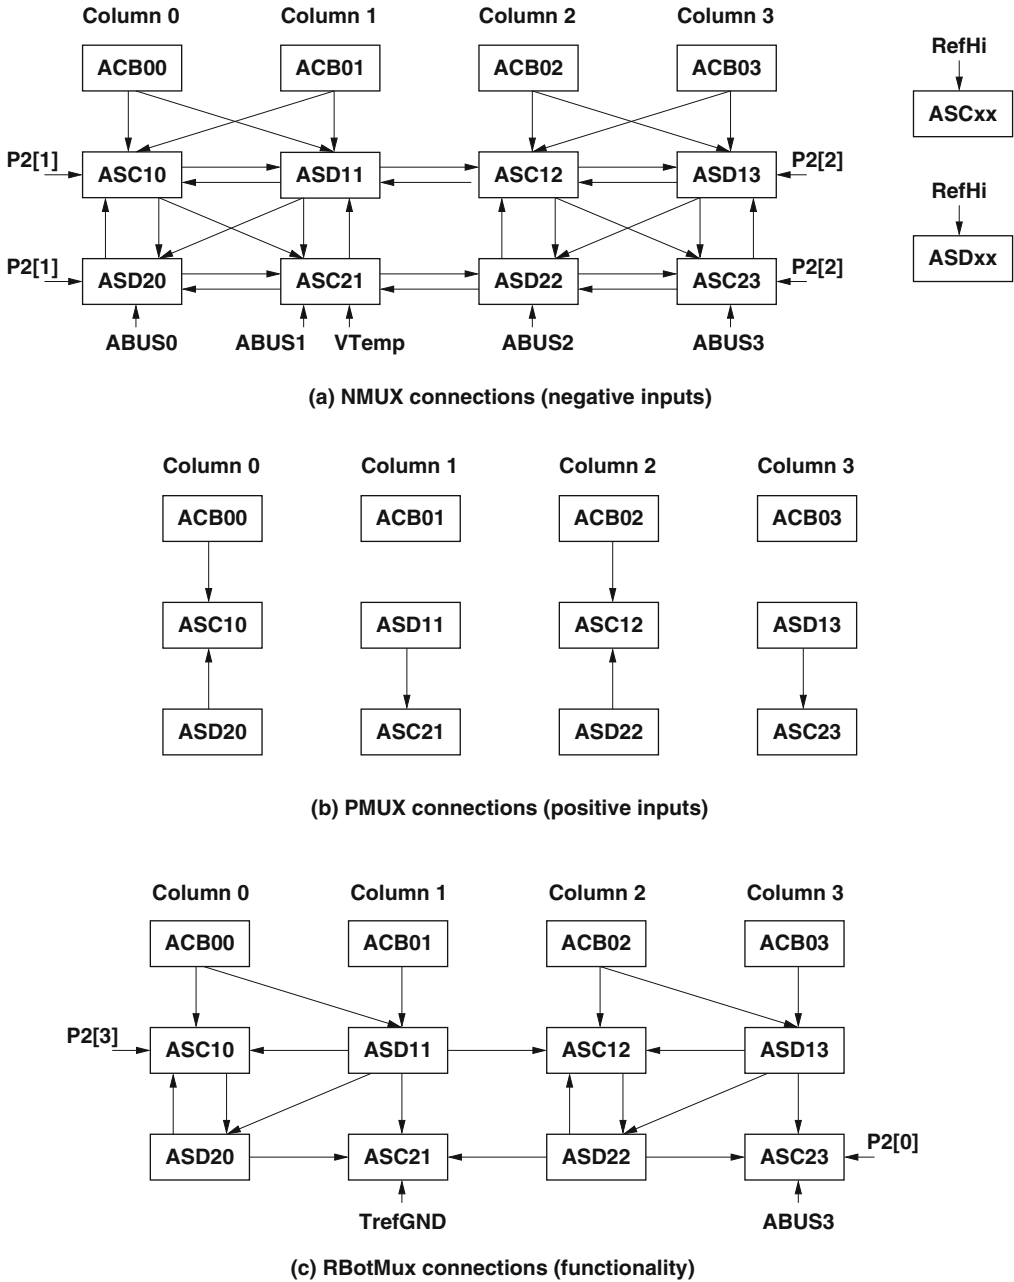 Column 0 Column 1 Column 2 Column 3
RefHi
ACB00 ACB01 ACB02 ACB03
ASCxx
P2[1] ASC10 ASD11 ASC12 ASD13 P2[2]
RefHi
P2[1] ASD20 ASC21 ASD22 ASC23 P2[2]
ASDxx
ABUS0 ABUS1 VTemp ABUS2 ABUS3
(a) NMUX connections (negative inputs)
Column 0 Column 1 Column 2 Column 3
ACB00 ACB01 ACB02 ACB03
ASC10 ASD11 ASC12 ASD13
ASD20 ASC21 ASD22 ASC23
(b) PMUX connections (positive inputs)
Column 0 Column 1 Column 2 Column 3
ACB00 ACB01 ACB02 ACB03
P2[3] ASC10 ASD11 ASC12 ASD13
ASD20 ASC21 ASD22 ASC23 P2[0]
TrefGND ABUS3
(c) RBotMux connections (functionality)